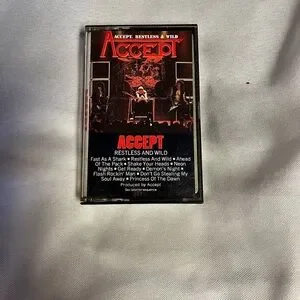 ACCEPT RESTLESS & WILD
ACCEPT
ACCEPT
RESTLESS AND WILD
Fast As A Shark • Restless And Wild • Ahead
Of The Pack • Shake Your Heads • Neon
Nights • Get Ready • Demon's Night •
Flash Rockin' Man • Don't Go Stealing My
Soul Away • Princess Of The Dawn
Produced by Accept